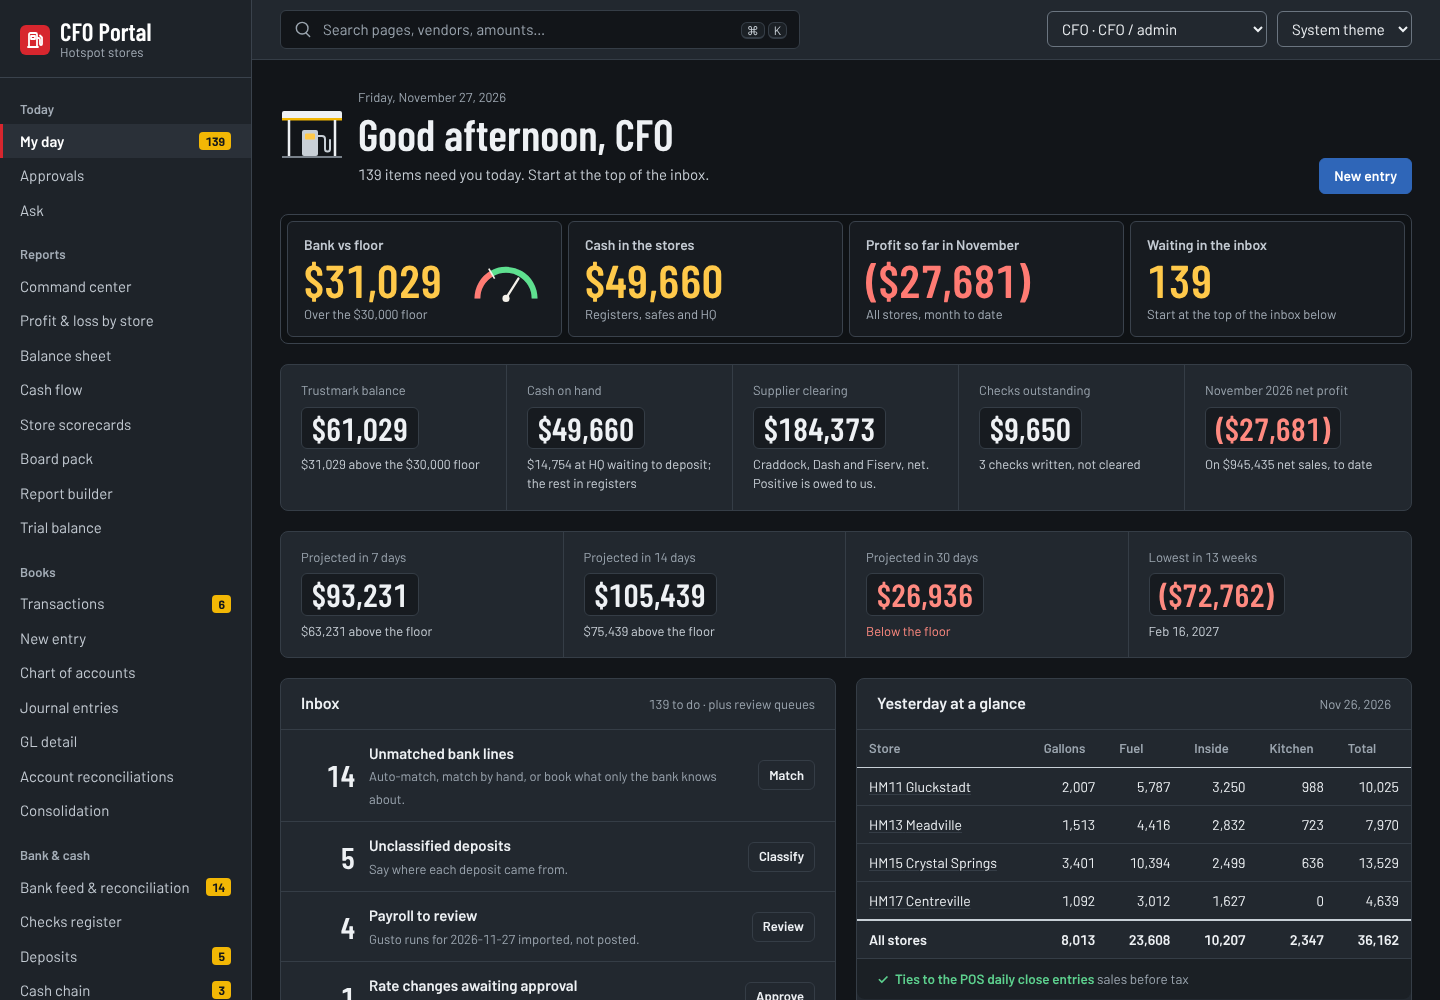 CFO Portal
Hotspot stores
Search pages, vendors, amounts...
⌘ K
CFO · CFO / admin
System theme
Today
My day 139
Approvals
Ask
Reports
Command center
Profit & loss by store
Balance sheet
Cash flow
Store scorecards
Board pack
Report builder
Trial balance
Books
Transactions 6
New entry
Chart of accounts
Journal entries
GL detail
Account reconciliations
Consolidation
Bank & cash
Bank feed & reconciliation 14
Checks register
Deposits 5
Cash chain 3
Friday, November 27, 2026
Good afternoon, CFO
139 items need you today. Start at the top of the inbox.
New entry
Bank vs floor
$31,029
Over the $30,000 floor
Cash in the stores
$49,660
Registers, safes and HQ
Profit so far in November
($27,681)
All stores, month to date
Waiting in the inbox
139
Start at the top of the inbox below
Trustmark balance
$61,029
$31,029 above the $30,000 floor
Cash on hand
$49,660
$14,754 at HQ waiting to deposit;
the rest in registers
Supplier clearing
$184,373
Craddock, Dash and Fiserv, net.
Positive is owed to us.
Checks outstanding
$9,650
3 checks written, not cleared
November 2026 net profit
($27,681)
On $945,435 net sales, to date
Projected in 7 days
$93,231
$63,231 above the floor
Projected in 14 days
$105,439
$75,439 above the floor
Projected in 30 days
$26,936
Below the floor
Lowest in 13 weeks
($72,762)
Feb 16, 2027
Inbox
139 to do · plus review queues
14
Unmatched bank lines
Auto-match, match by hand, or book what only the bank knows
about.
Match
5
Unclassified deposits
Say where each deposit came from.
Classify
4
Payroll to review
Gusto runs for 2026-11-27 imported, not posted.
Review
1
Rate changes awaiting approval
Approve
Yesterday at a glance
Nov 26, 2026
Store Gallons Fuel Inside Kitchen Total
HM11 Gluckstadt 2,007 5,787 3,250 988 10,025
HM13 Meadville 1,513 4,416 2,832 723 7,970
HM15 Crystal Springs 3,401 10,394 2,499 636 13,529
HM17 Centreville 1,092 3,012 1,627 0 4,639
All stores 8,013 23,608 10,207 2,347 36,162
✓ Ties to the POS daily close entries sales before tax